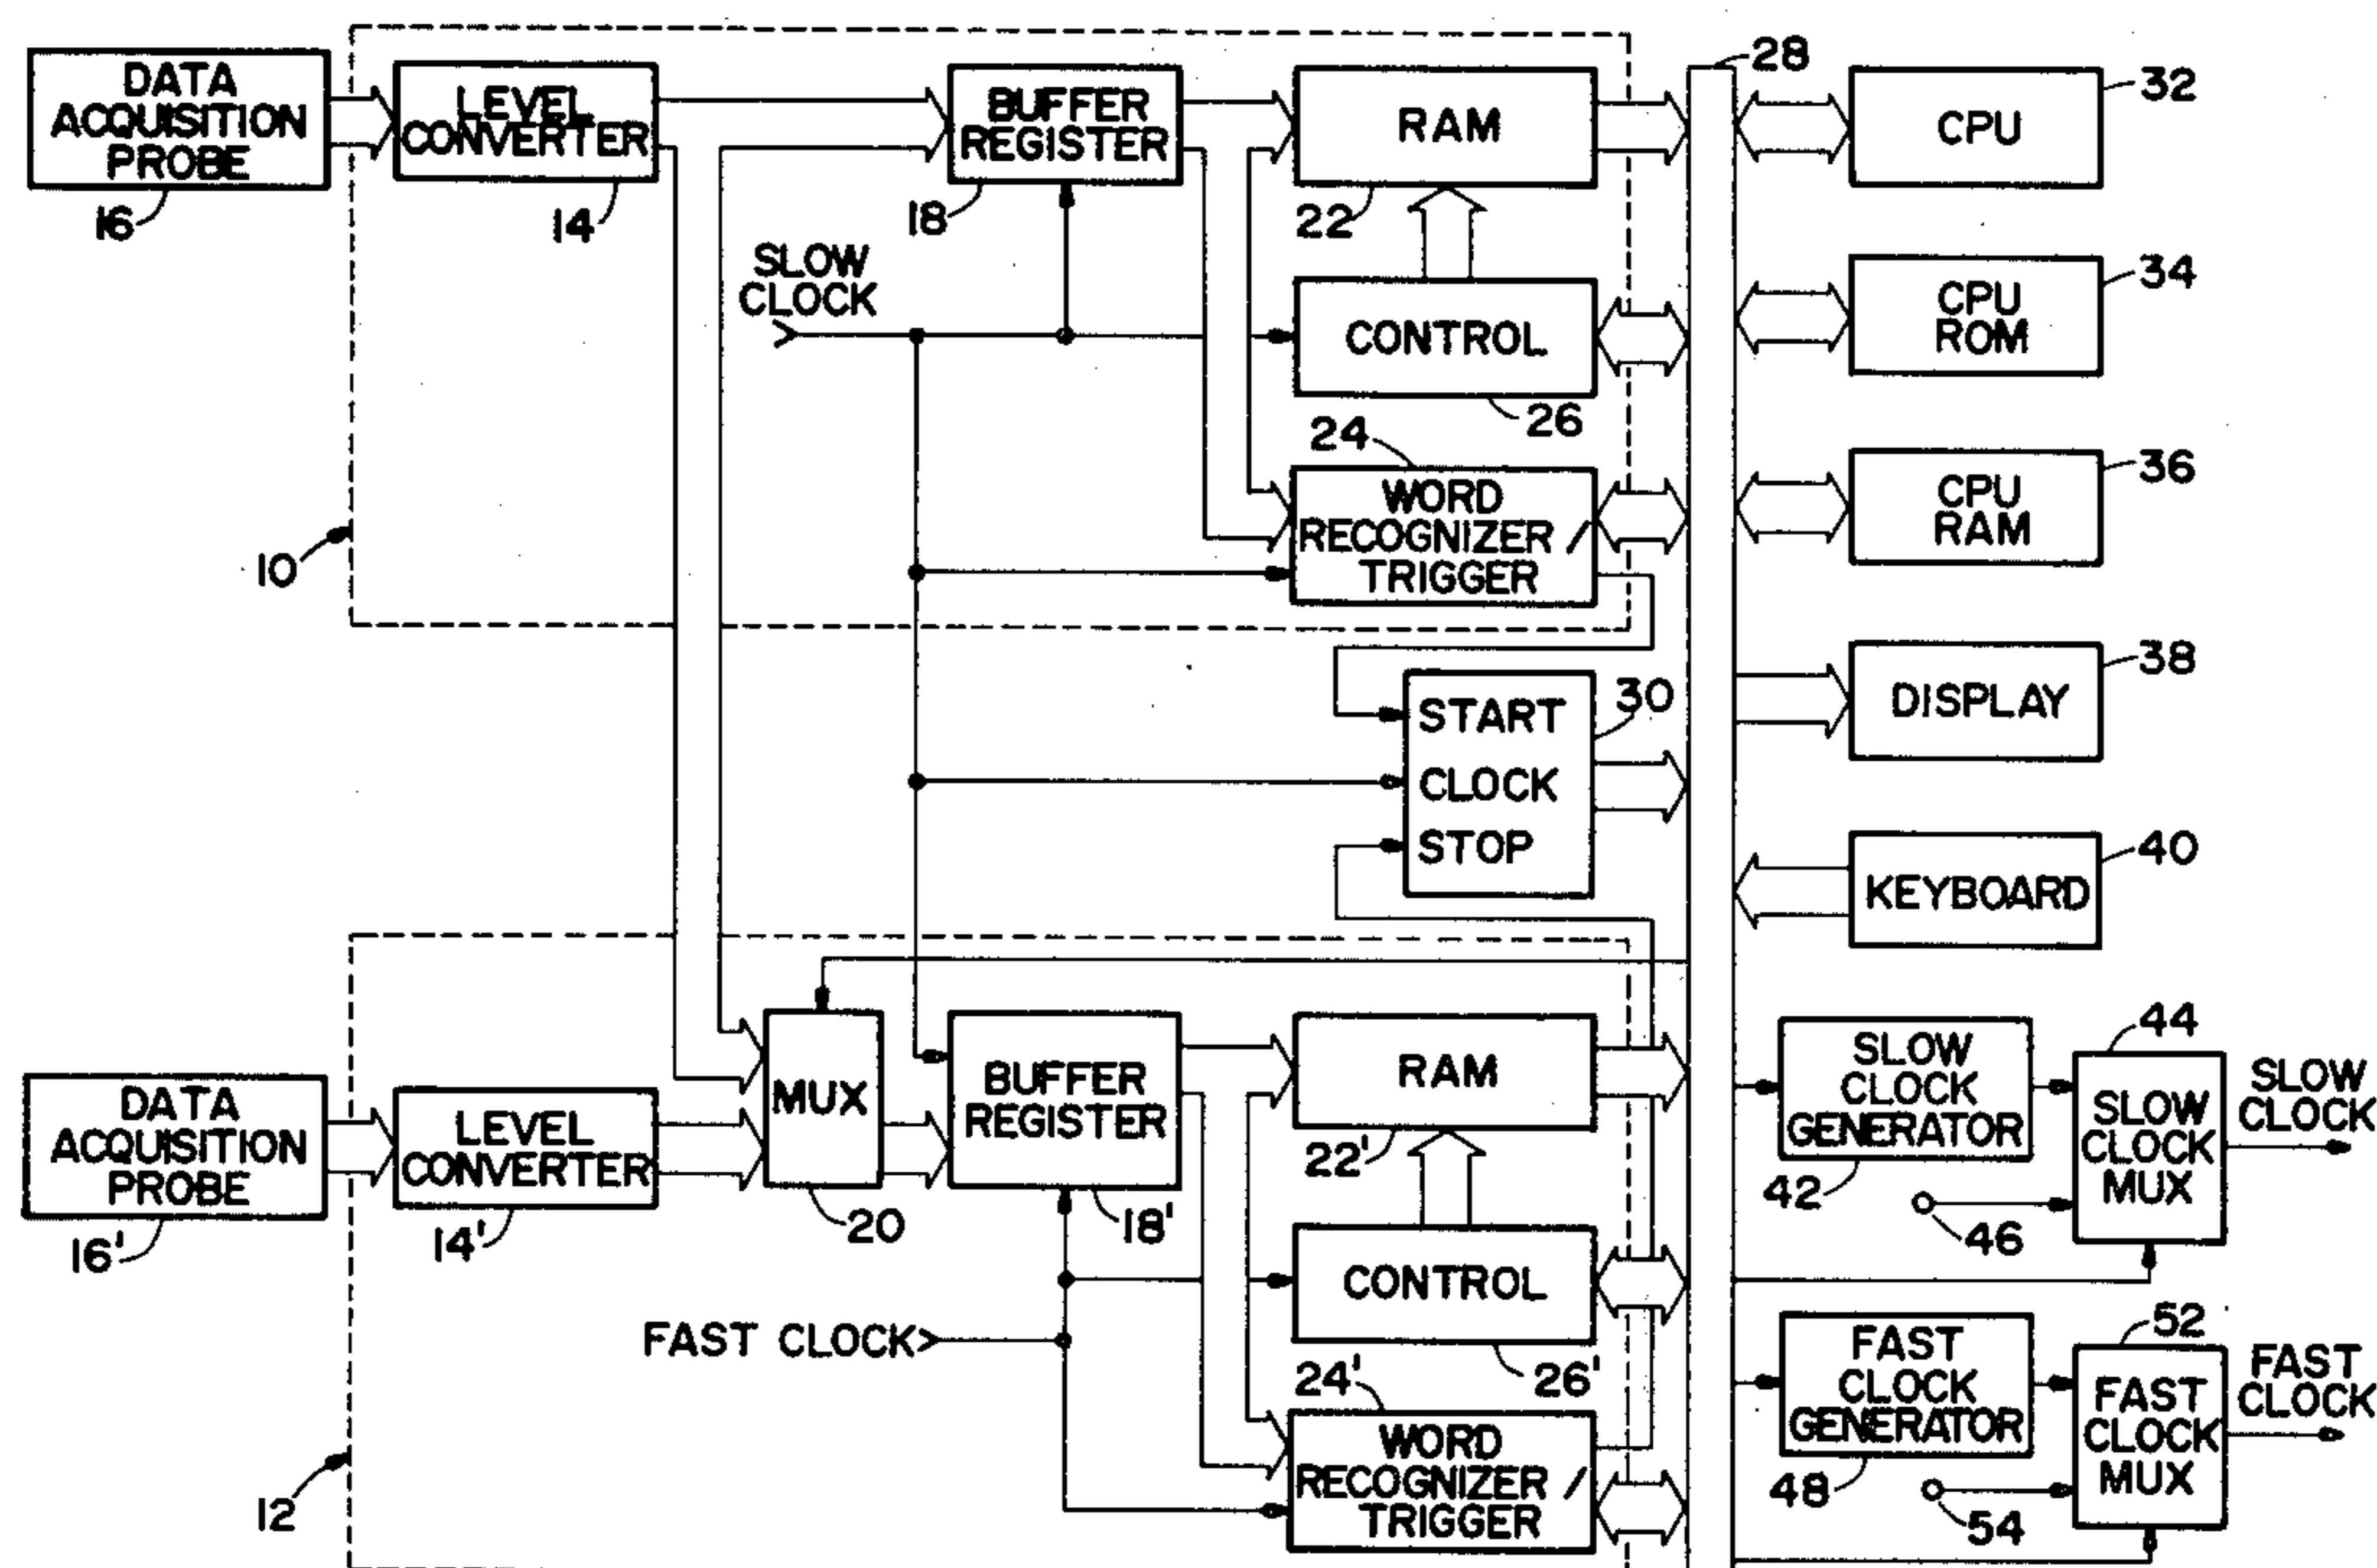 DATA
ACQUISITION
PROBE
16
LEVEL
CONVERTER
14
BUFFER
REGISTER
18
RAM
22
28
CPU
32
SLOW
CLOCK
CONTROL
26
CPU
ROM
34
24
WORD
RECOGNIZER /
TRIGGER
CPU
RAM
36
10
START
CLOCK
STOP
30
DISPLAY
38
KEYBOARD
40
DATA
ACQUISITION
PROBE
16'
LEVEL
CONVERTER
14'
MUX
20
BUFFER
REGISTER
18'
RAM
22'
SLOW
CLOCK
GENERATOR
42
44
SLOW
CLOCK
MUX
46
SLOW
CLOCK
CONTROL
26'
FAST CLOCK
24'
WORD
RECOGNIZER /
TRIGGER
12
FAST
CLOCK
GENERATOR
48
52
FAST
CLOCK
MUX
54
FAST
CLOCK